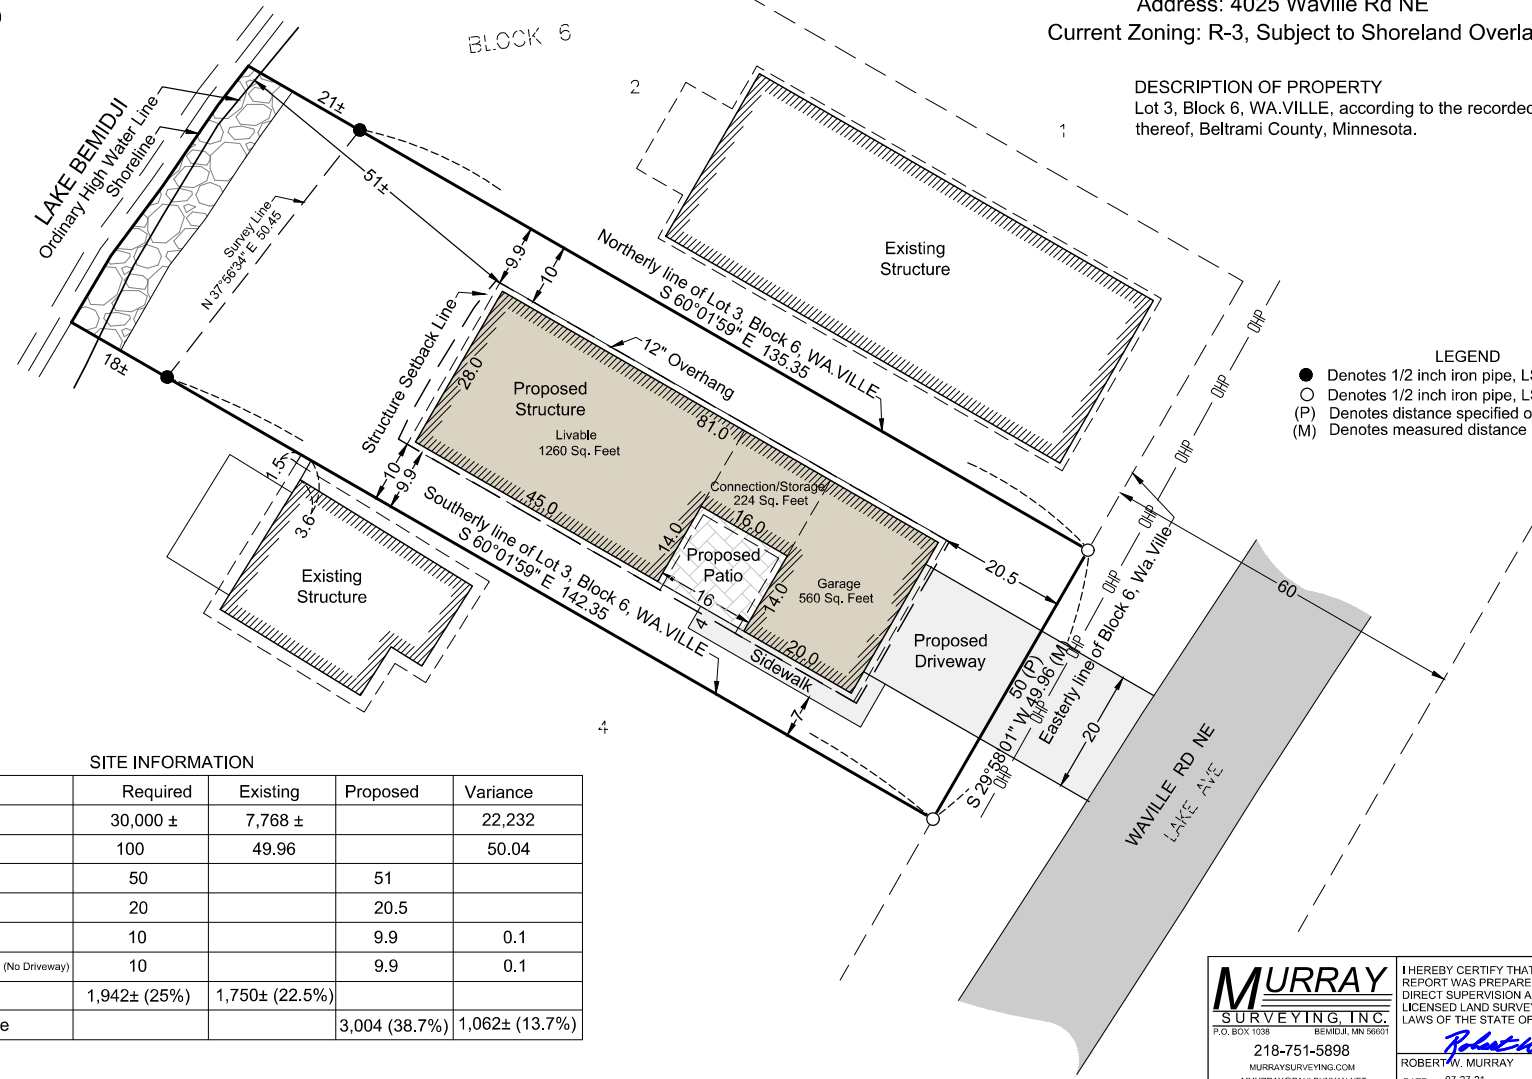 Address: 4025 Waville Rd NE
Current Zoning: R-3, Subject to Shoreland Overla
DESCRIPTION OF PROPERTY
Lot 3, Block 6, WA.VILLE, according to the recorded
thereof, Beltrami County, Minnesota.
BLOCK 6
2
1
4
LAKE BEMIDJI
Ordinary High Water Line
Shoreline
21±
51±
18±
Survey Line
N 37°56'34" E 50.45
9.9
10
Northerly line of Lot 3, Block 6, WA.VILLE
S 60°01'59" E 135.35
Existing
Structure
Structure Setback Line
12" Overhang
28.0
Proposed
Structure
Livable
1260 Sq. Feet
81.0
45.0
Connection/Storage
224 Sq. Feet
16.0
14.0
Proposed
Patio
16
14.0
4
Garage
560 Sq. Feet
20.0
Sidewalk
7
20.5
Proposed
Driveway
10
9.9
Southerly line of Lot 3, Block 6, WA.VILLE
S 60°01'59" E 142.35
1.5
3.6
Existing
Structure
50 (P)
S 29°58'01" W 49.96 (M)
Easterly line of Block 6, Wa.Ville
OHP
OHP
OHP
OHP
OHP
OHP
OHP
OHP
60
20
WAVILLE RD NE
LAKE AVE
LEGEND
Denotes 1/2 inch iron pipe, LS
Denotes 1/2 inch iron pipe, LS
(P) Denotes distance specified o
(M) Denotes measured distance
SITE INFORMATION
Required Existing Proposed Variance
30,000 ± 7,768 ± 22,232
100 49.96 50.04
50 51
20 20.5
10 9.9 0.1
(No Driveway) 10 9.9 0.1
1,942± (25%) 1,750± (22.5%)
e 3,004 (38.7%) 1,062± (13.7%)
MURRAY
SURVEYING, INC.
P.O. BOX 1038 BEMIDJI, MN 56601
218-751-5898
MURRAYSURVEYING.COM
I HEREBY CERTIFY THAT
REPORT WAS PREPARE
DIRECT SUPERVISION A
LICENSED LAND SURVEY
LAWS OF THE STATE OF
Robert W
ROBERT W. MURRAY